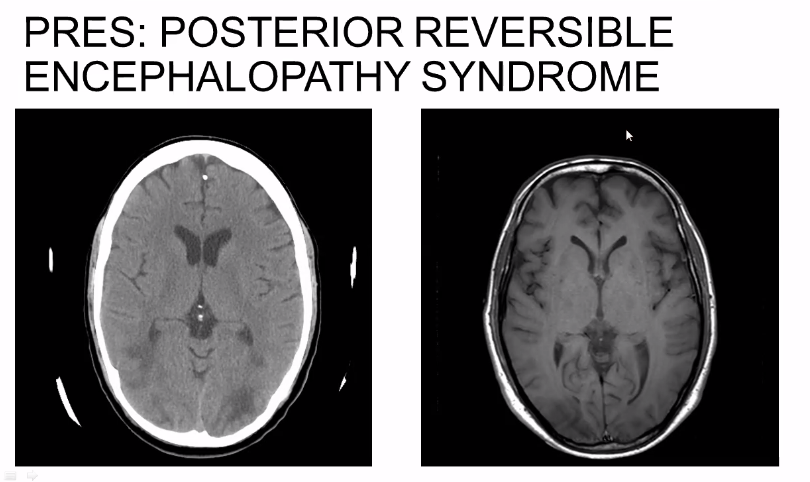 PRES: POSTERIOR REVERSIBLE
ENCEPHALOPATHY SYNDROME